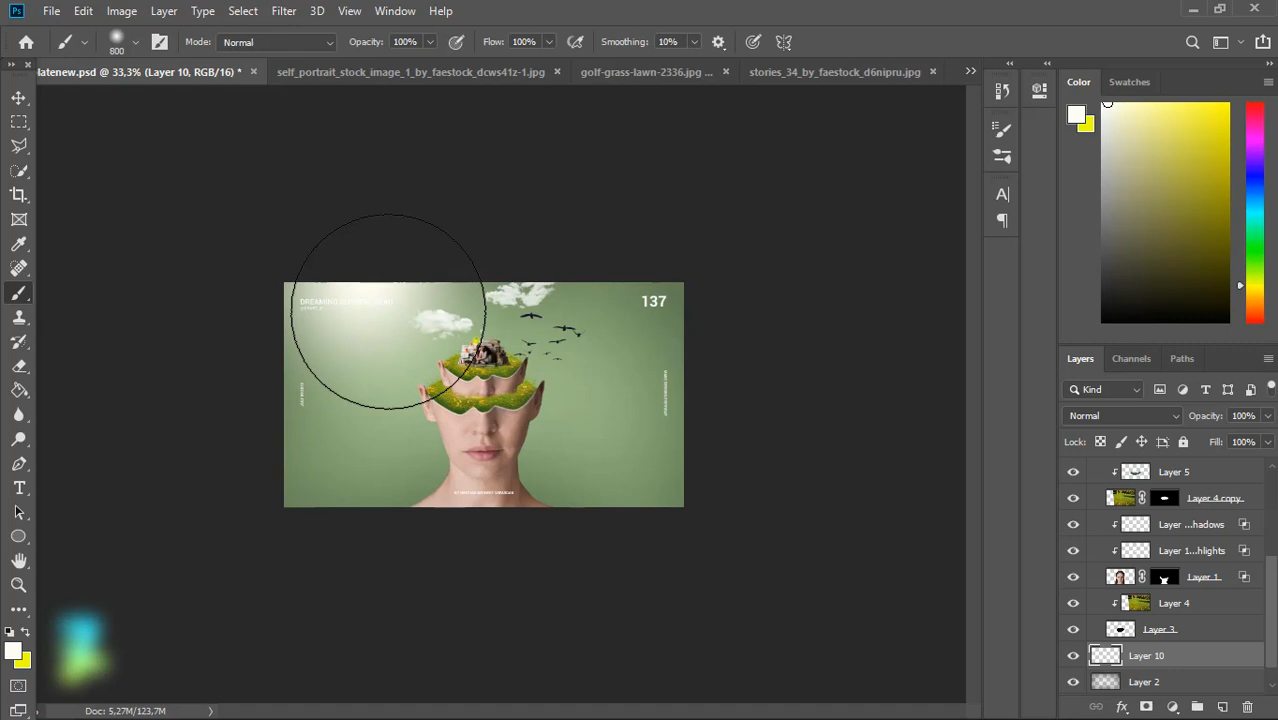 Ps File Edit Image Layer Type Select Filter 3D View Window Help
800 Mode: Normal Opacity: 100% Flow: 100% Smoothing: 10%
latenew.psd @ 33,3% (Layer 10, RGB/16) * self_portrait_stock_image_1_by_faestock_dcws41z-1.jpg golf-grass-lawn-2336.jpg ... stories_34_by_faestock_d6nipru.jpg
Color Swatches
137
Layers Channels Paths
Kind
Normal Opacity: 100%
Lock: Fill: 100%
Layer 5
Layer 4 copy
Layer ...hadows
Layer 1...hlights
Layer 1
Layer 4
Layer 3
Layer 10
Layer 2
Doc: 5,27M/123,7M